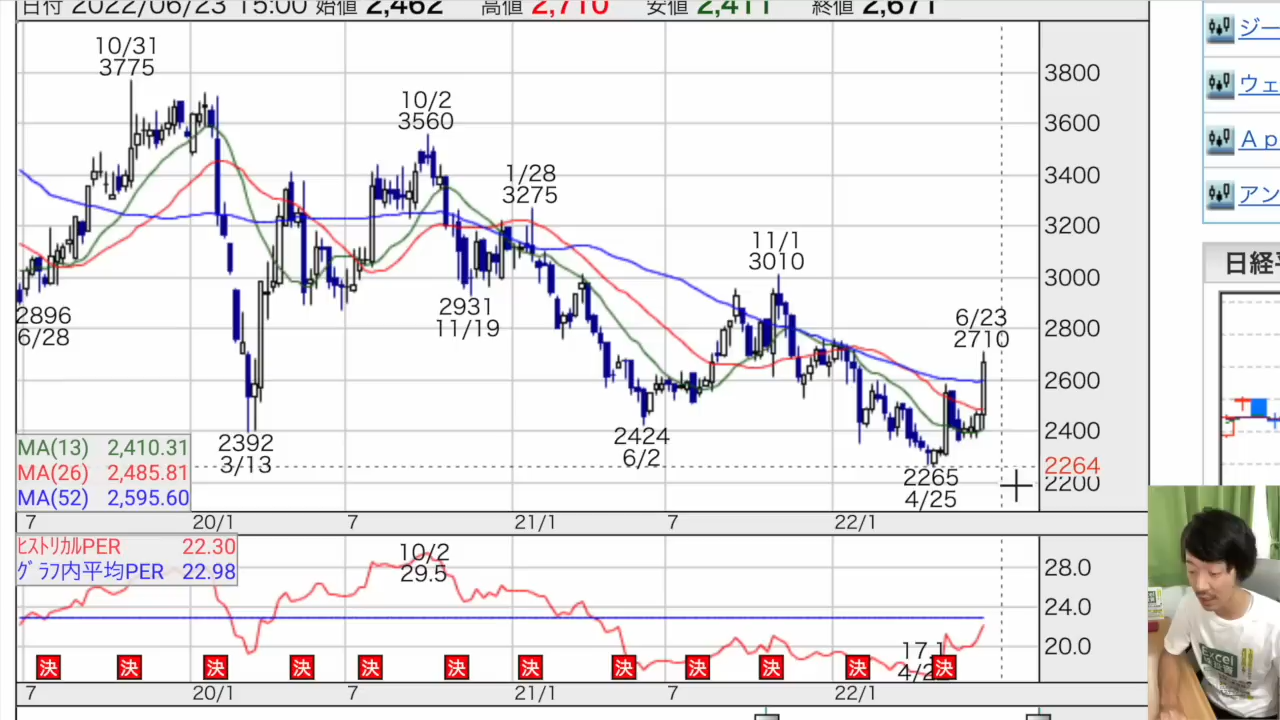 日付 2022/06/23 15:00 始値 2,462 高値 2,710 安値 2,411 終値 2,671
10/31
3775
10/2
3560
1/28
3275
11/1
3010
6/23
2710
2896
6/28
2931
11/19
2392
3/13
2424
6/2
2265
4/25
3800
3600
3400
3200
3000
2800
2600
2400
2264
2200
MA(13) 2,410.31
MA(26) 2,485.81
MA(52) 2,595.60
7 20/1 7 21/1 7 22/1
ﾋｽﾄﾘｶﾙPER 22.30
ｸﾞﾗﾌ内平均PER 22.98
10/2
29.5
17.1
28.0
24.0
20.0
決 決 決 決 決 決 決 決 決 決 決 決
7 20/1 7 21/1 7 22/1
ジー
ウェ
Ａｐ
アン
日経
Excel